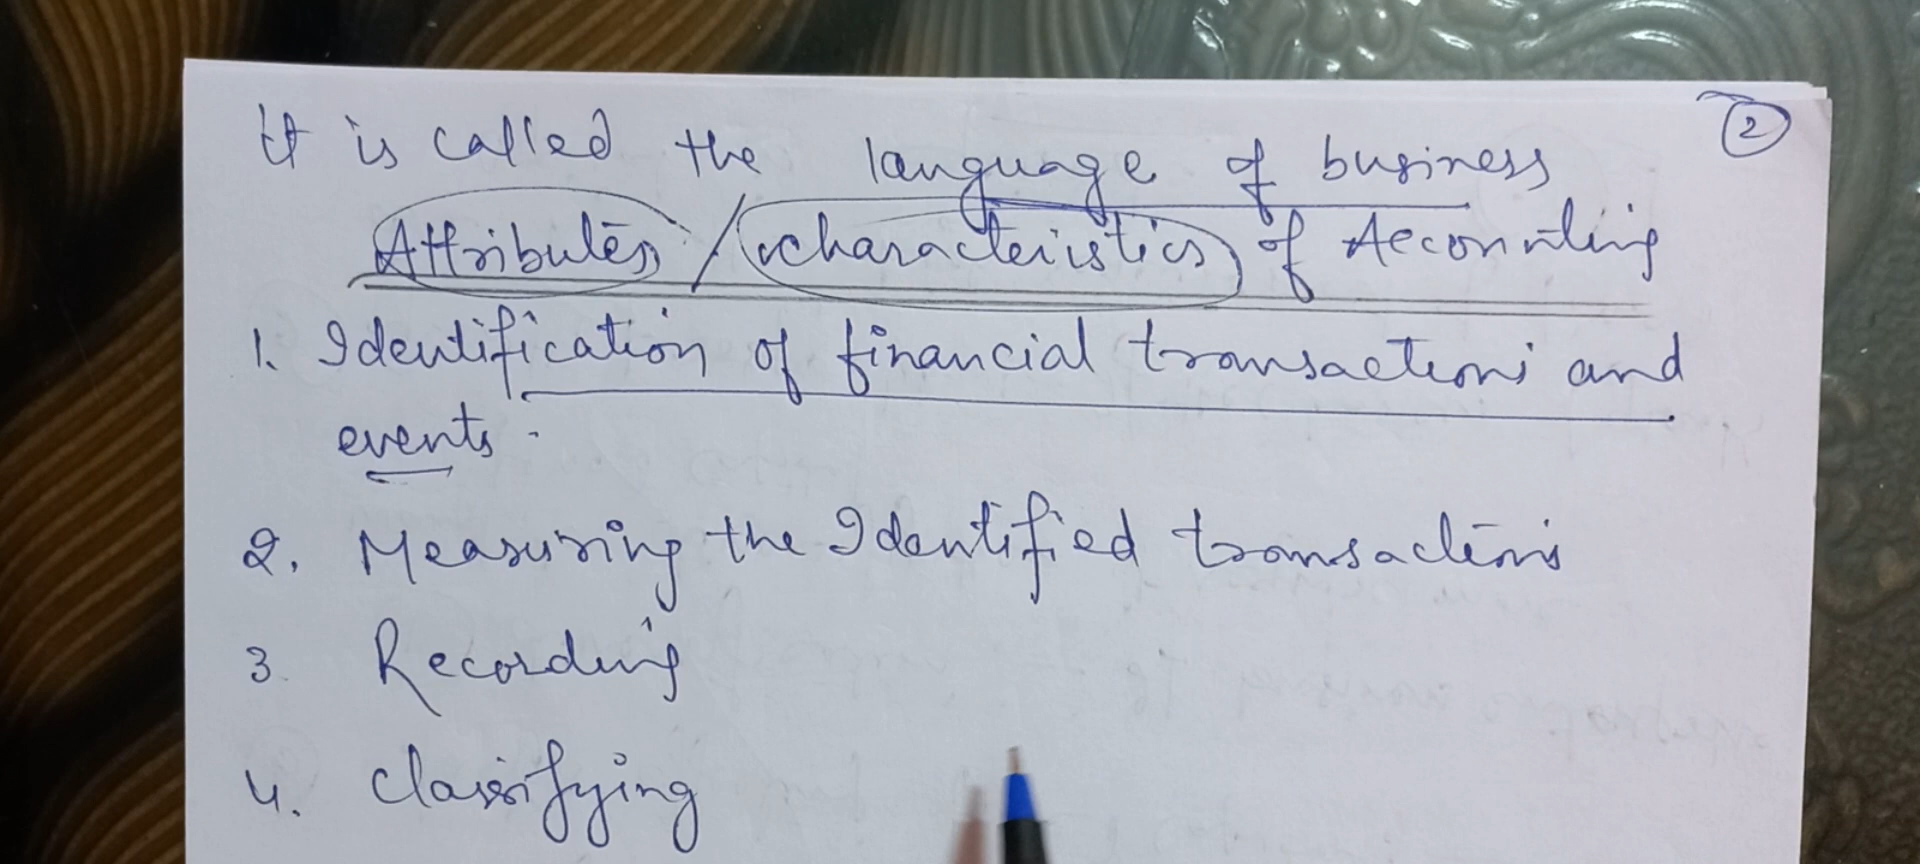 2
It is called the language of business
Attributes / characteristics of Accounting
1. Identification of financial transactions and
events.
2. Measuring the Identified transactions
3. Recording
4. Classifying